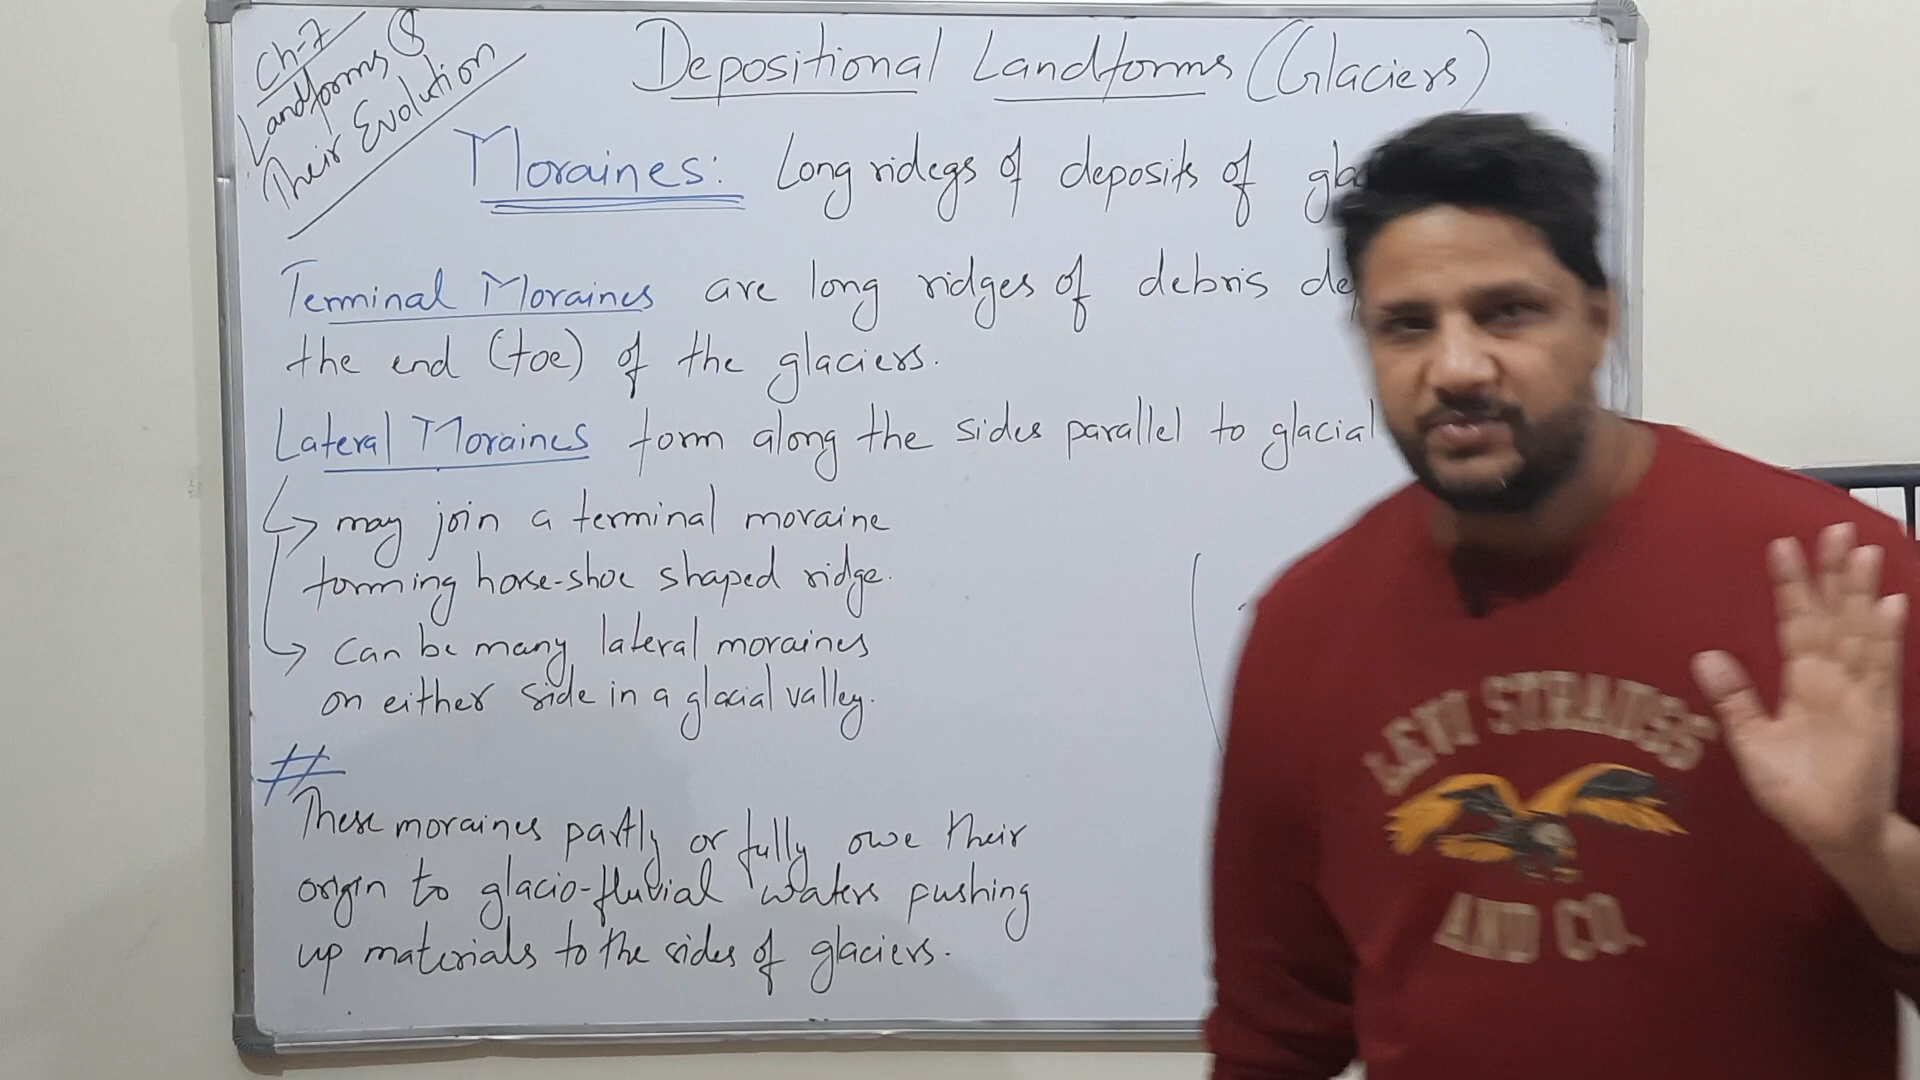 Ch-7
Landforms &
Their Evolution
Depositional Landforms (Glaciers)
Moraines: Long ridegs of deposits of
Terminal Moraines are long ridges of debris
the end (toe) of the glaciers.
Lateral Moraines form along the sides parallel to glacial
may join a terminal moraine
forming horse-shoe shaped ridge.
can be many lateral moraines
on either side in a glacial valley.
#
These moraines partly or fully owe their
origin to glacio-fluvial waters pushing
up materials to the sides of glaciers.
LEVI STRAUSS
AND CO.